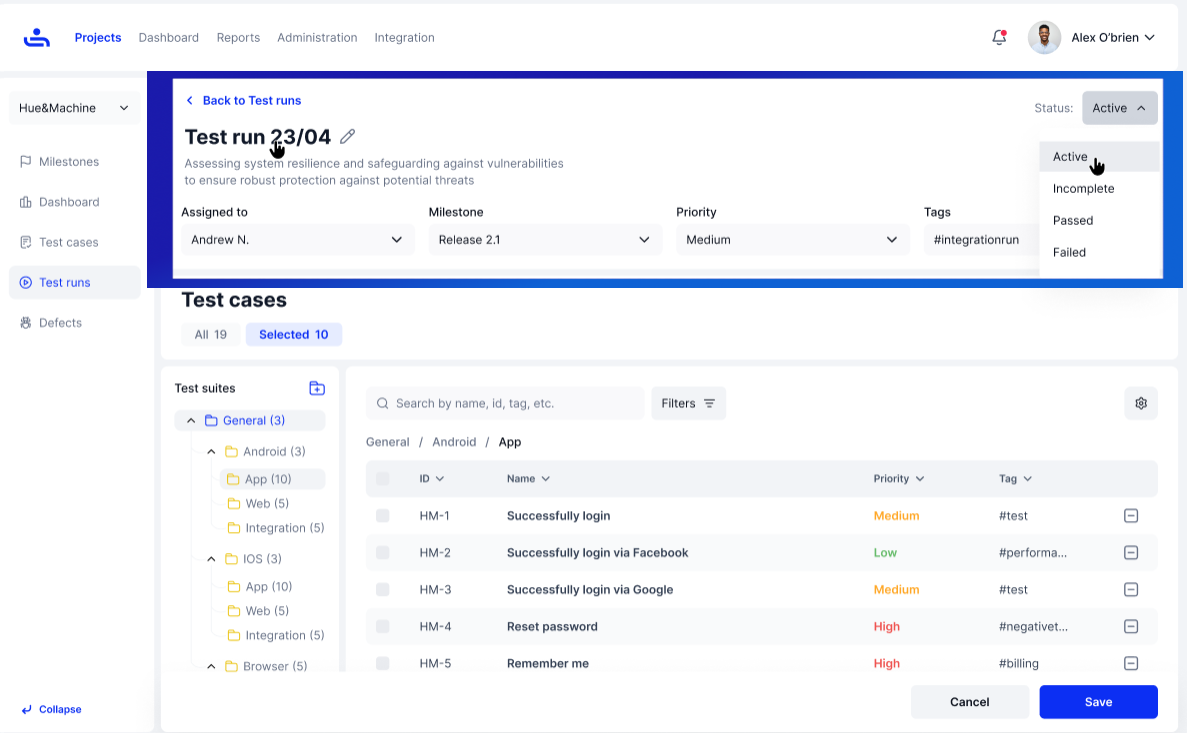 Projects Dashboard Reports Administration Integration Alex O'brien
Hue&Machine
Milestones
Dashboard
Test cases
Test runs
Defects
Collapse
Back to Test runs
Status: Active
Test run 23/04
Assessing system resilience and safeguarding against vulnerabilities
to ensure robust protection against potential threats
Active
Incomplete
Passed
Failed
Assigned to Milestone Priority Tags
Andrew N. Release 2.1 Medium #integrationrun
Test cases
All 19 Selected 10
Test suites
General (3)
Android (3)
App (10)
Web (5)
Integration (5)
IOS (3)
App (10)
Web (5)
Integration (5)
Browser (5)
Search by name, id, tag, etc. Filters
General / Android / App
ID Name Priority Tag
HM-1 Successfully login Medium #test
HM-2 Successfully login via Facebook Low #performa...
HM-3 Successfully login via Google Medium #test
HM-4 Reset password High #negativet...
HM-5 Remember me High #billing
Cancel Save